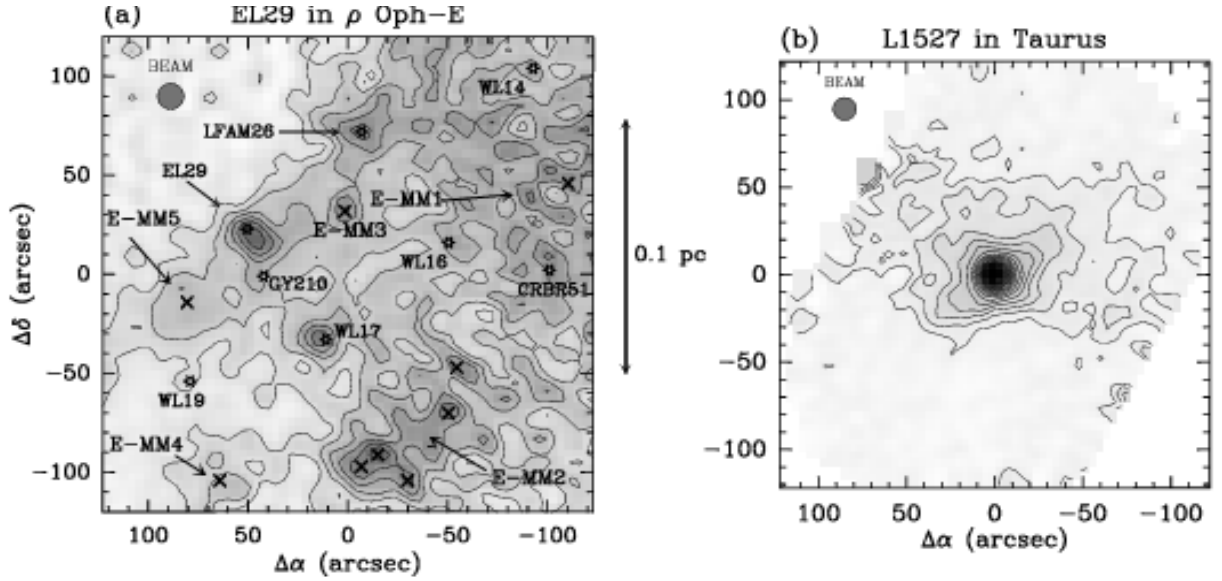 (a) EL29 in ρ Oph−E
BEAM
WL14
LFAM26
EL29
E−MM1
E−MM5
E−MM3
WL16
GY210
CRBR51
WL17
WL19
E−MM4
E−MM2
100
50
0
−50
−100
Δδ (arcsec)
100 50 0 −50 −100
Δα (arcsec)
0.1 pc
(b) L1527 in Taurus
BEAM
100
50
0
−50
−100
100 50 0 −50 −100
Δα (arcsec)